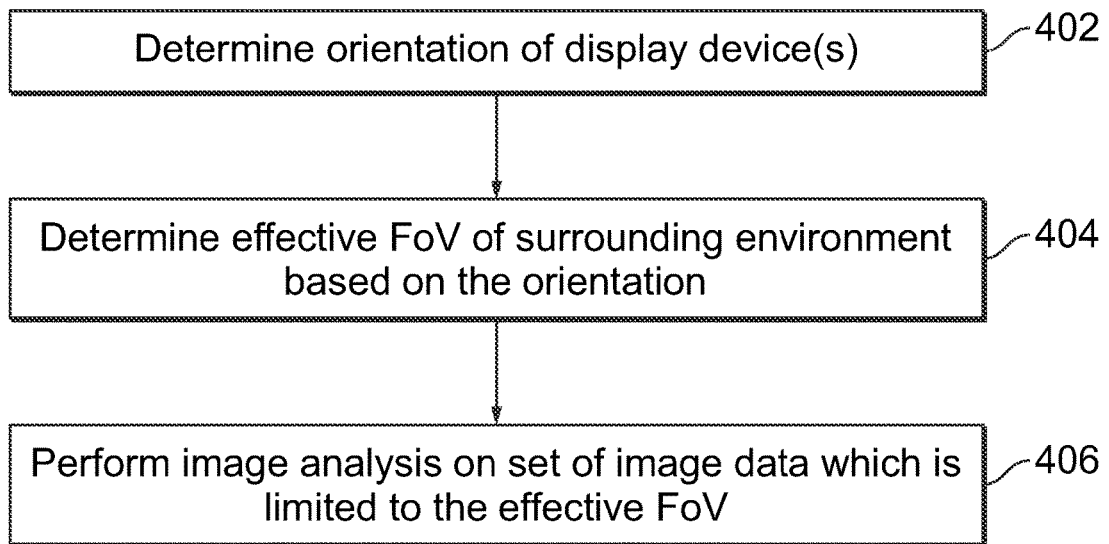 Determine orientation of display device(s)
402
Determine effective FoV of surrounding environment
based on the orientation
404
Perform image analysis on set of image data which is
limited to the effective FoV
406